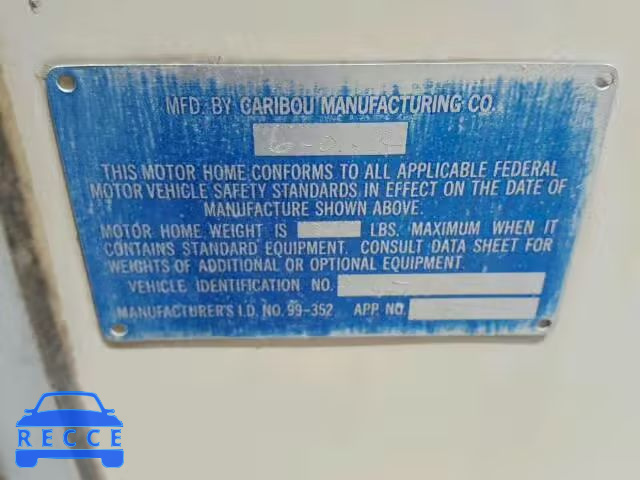 MFD. BY CARIBOU MANUFACTURING CO.
THIS MOTOR HOME CONFORMS TO ALL APPLICABLE FEDERAL
MOTOR VEHICLE SAFETY STANDARDS IN EFFECT ON THE DATE OF
MANUFACTURE SHOWN ABOVE.
MOTOR HOME WEIGHT IS LBS. MAXIMUM WHEN IT
CONTAINS STANDARD EQUIPMENT. CONSULT DATA SHEET FOR
WEIGHTS OF ADDITIONAL OR OPTIONAL EQUIPMENT.
VEHICLE IDENTIFICATION NO.
MANUFACTURER'S I.D. NO. 99-352 APP. NO.
RECCE